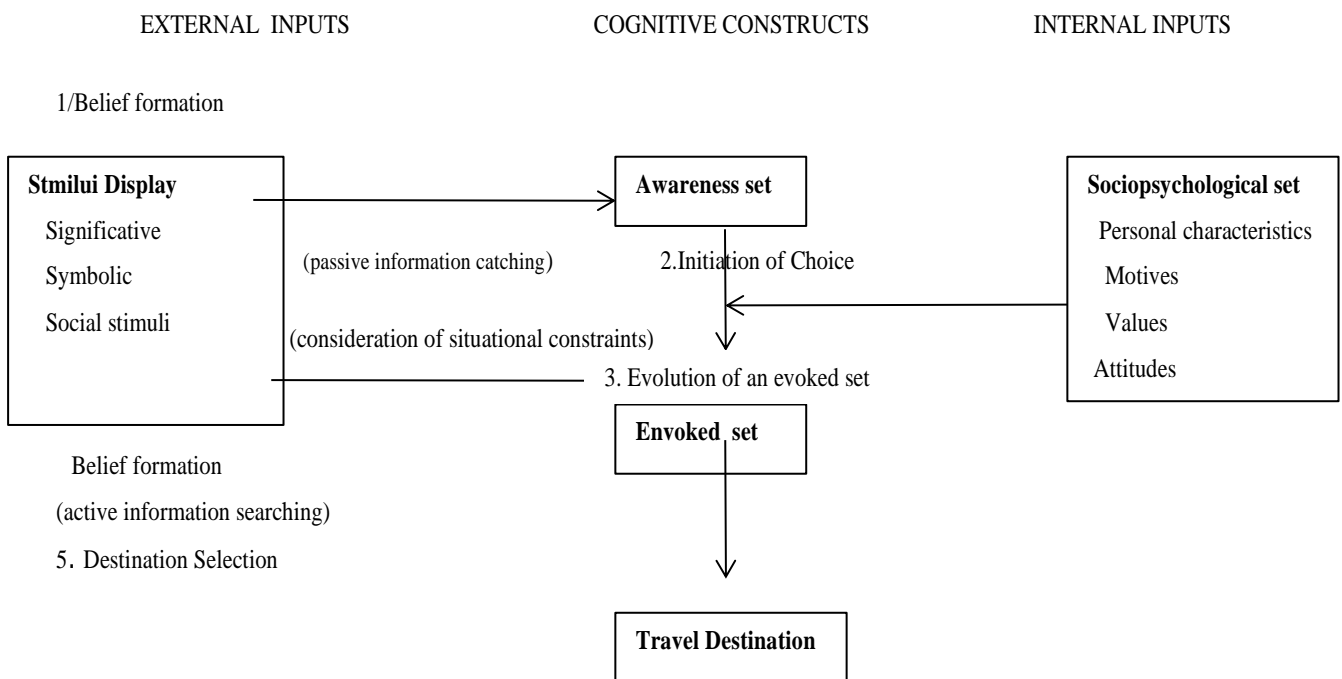 EXTERNAL INPUTS
COGNITIVE CONSTRUCTS
INTERNAL INPUTS
1/Belief formation
Stmilui Display
Significative
Symbolic
Social stimuli
(passive information catching)
(consideration of situational constraints)
Awareness set
2.Initiation of Choice
3. Evolution of an evoked set
Envoked set
Sociopsychological set
Personal characteristics
Motives
Values
Attitudes
Belief formation
(active information searching)
5. Destination Selection
Travel Destination